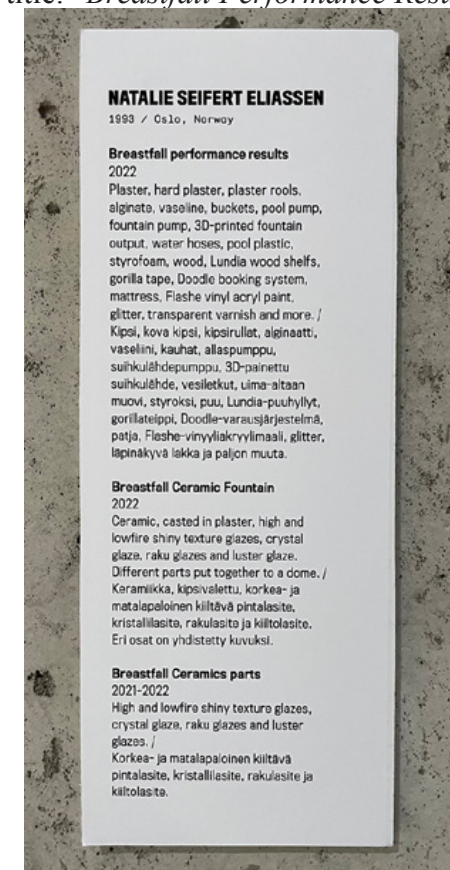 title: "Breastfall Performance Resu
NATALIE SEIFERT ELIASSEN
1993 / Oslo, Norway
Breastfall performance results
2022
Plaster, hard plaster, plaster rools,
alginate, vaseline, buckets, pool pump,
fountain pump, 3D-printed fountain
output, water hoses, pool plastic,
styrofoam, wood, Lundia wood shelfs,
gorilla tape, Doodle booking system,
mattress, Flashe vinyl acryl paint,
glitter, transparent varnish and more. /
Kipsi, kova kipsi, kipsirullat, alginaatti,
vaseliini, kauhat, allaspumppu,
suihkulähdepumppu, 3D-painettu
suihkulähde, vesiletkut, uima-altaan
muovi, styroksi, puu, Lundia-puuhyllyt,
gorillateippi, Doodle-varausjärjestelmä,
patja, Flashe-vinyyliakryylimaali, glitter,
läpinäkyvä lakka ja paljon muuta.
Breastfall Ceramic Fountain
2022
Ceramic, casted in plaster, high and
lowfire shiny texture glazes, crystal
glaze, raku glazes and luster glaze.
Different parts put together to a dome. /
Keramiikka, kipsivalettu, korkea- ja
matalapaloinen kiiltävä pintalasite,
kristallilasite, rakulasite ja kiiltolasite.
Eri osat on yhdistetty kuvuksi.
Breastfall Ceramics parts
2021-2022
High and lowfire shiny texture glazes,
crystal glaze, raku glazes and luster
glazes. /
Korkea- ja matalapaloinen kiiltävä
pintalasite, kristallilasite, rakulasite ja
kiiltolasite.